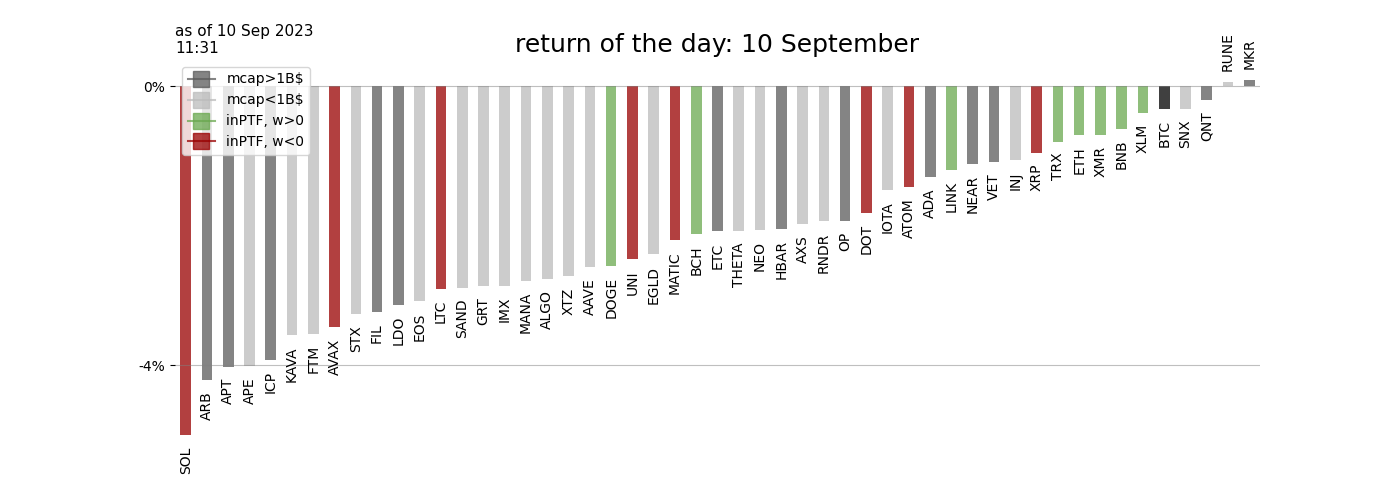 as of 10 Sep 2023
11:31
return of the day: 10 September
mcap>1B$
mcap<1B$
inPTF, w>0
inPTF, w<0
0%
-4%
SOL
ARB
APT
APE
ICP
KAVA
FTM
AVAX
STX
FIL
LDO
EOS
LTC
SAND
GRT
IMX
MANA
ALGO
XTZ
AAVE
DOGE
UNI
EGLD
MATIC
BCH
ETC
THETA
NEO
HBAR
AXS
RNDR
OP
DOT
IOTA
ATOM
ADA
LINK
NEAR
VET
INJ
XRP
TRX
ETH
XMR
BNB
XLM
BTC
SNX
QNT
RUNE
MKR